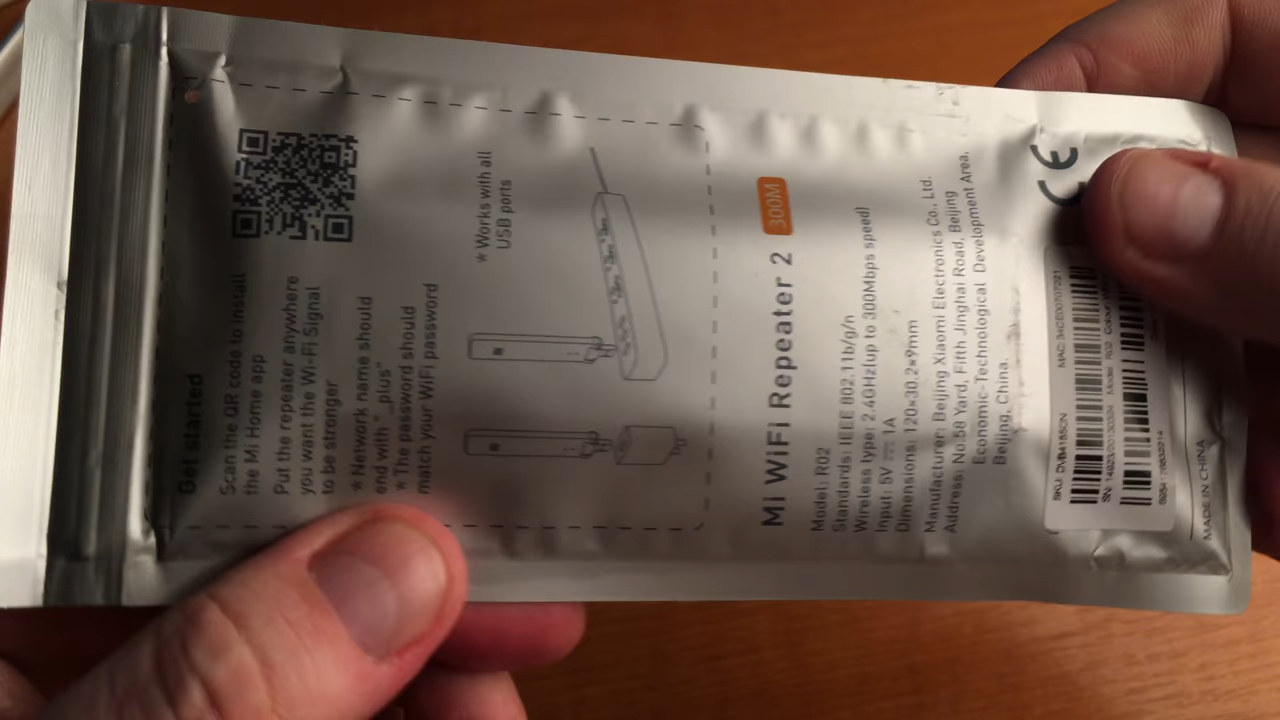 Get started
Scan the QR code to install
the Mi Home app
Put the repeater anywhere
you want the Wi-Fi Signal
to be stronger
* Network name should
end with "_plus"
* The password should
match your WiFi password
*Works with all
USB ports
Mi WiFi Repeater 2 300M
Model: R02
Standards: IEEE 802.11b/g/n
Wireless type: 2.4GHz(up to 300Mbps speed)
Input: 5V ⎓ 1A
Dimensions: 120×30.2×9mm
Manufacturer: Beijing Xiaomi Electronics Co., Ltd.
Address: No.58 Yard, Fifth Jinghai Road, Beijing
Economic-Technological Development Area,
Beijing, China.
CE
SKU: DVB4155CN MAC: 34CE00707221
Model: R02 Colour:
MADE IN CHINA